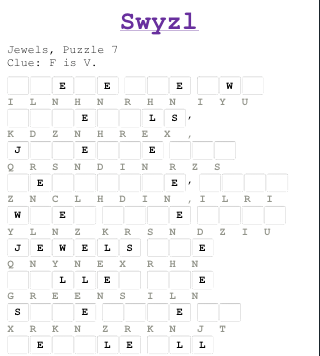 Swyzl
Jewels, Puzzle 7
Clue: F is V.
E E E W
I L N H N R H N I Y U
E L S ,
K D Z N H R E X ,
J E E
Q R S N D I N R Z S
E E ,
Z N C L H D I N , I L R I
W E E
Y L N Z K R S N D Z I U
J E W E L S E
Q N Y N E X R H N
L L E E
G R E E N S I L N
S E E
X R K N Z R K N J T
E L E L L